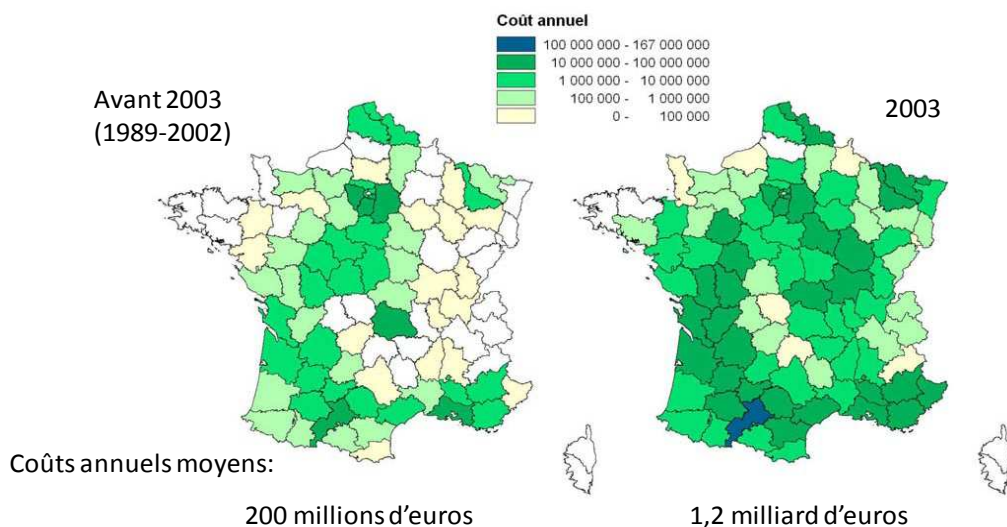 Coût annuel
100 000 000 - 167 000 000
10 000 000 - 100 000 000
1 000 000 - 10 000 000
100 000 - 1 000 000
0 - 100 000
Avant 2003
(1989-2002)
2003
Coûts annuels moyens:
200 millions d'euros
1,2 milliard d'euros